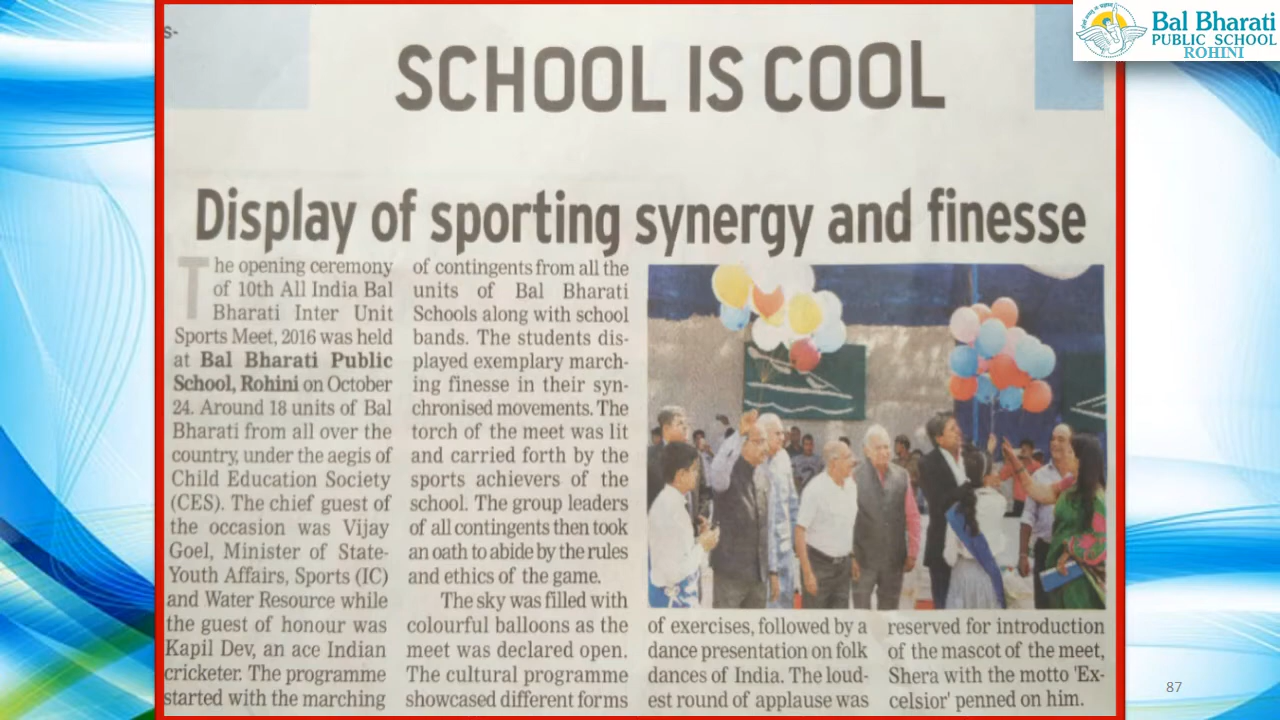 Bal Bharati
PUBLIC SCHOOL
ROHINI
s-
SCHOOL IS COOL
Display of sporting synergy and finesse
The opening ceremony
of 10th All India Bal
Bharati Inter Unit
Sports Meet, 2016 was held
at Bal Bharati Public
School, Rohini on October
24. Around 18 units of Bal
Bharati from all over the
country, under the aegis of
Child Education Society
(CES). The chief guest of
the occasion was Vijay
Goel, Minister of State-
Youth Affairs, Sports (IC)
and Water Resource while
the guest of honour was
Kapil Dev, an ace Indian
cricketer. The programme
started with the marching
of contingents from all the
units of Bal Bharati
Schools along with school
bands. The students dis-
played exemplary march-
ing finesse in their syn-
chronised movements. The
torch of the meet was lit
and carried forth by the
sports achievers of the
school. The group leaders
of all contingents then took
an oath to abide by the rules
and ethics of the game.
The sky was filled with
colourful balloons as the
meet was declared open.
The cultural programme
showcased different forms
of exercises, followed by a
dance presentation on folk
dances of India. The loud-
est round of applause was
reserved for introduction
of the mascot of the meet,
Shera with the motto 'Ex-
celsior' penned on him.
87